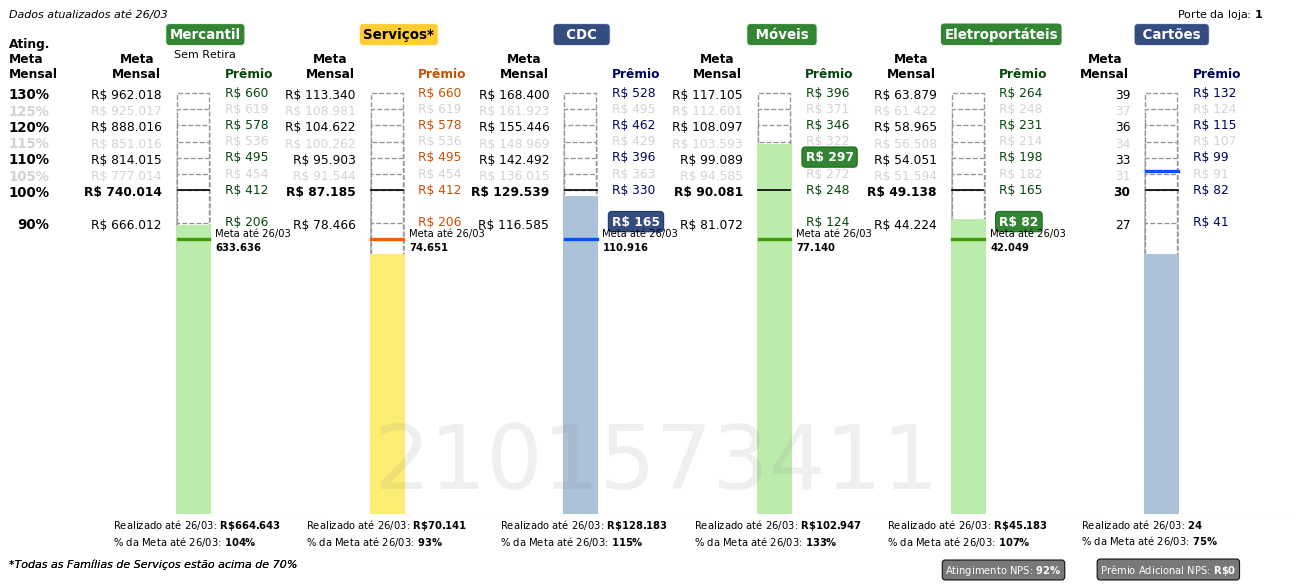 Dados atualizados até 26/03 Porte da loja: 1
Mercantil Serviços* CDC Móveis Eletroportáteis Cartões
Sem Retira
Ating. Meta Mensal Meta Mensal Prêmio Meta Mensal Prêmio Meta Mensal Prêmio Meta Mensal Prêmio Meta Mensal Prêmio Meta Mensal Prêmio
130% R$ 962.018 R$ 660 R$ 113.340 R$ 660 R$ 168.400 R$ 528 R$ 117.105 R$ 396 R$ 63.879 R$ 264 39 R$ 132
125% R$ 925.017 R$ 619 R$ 108.981 R$ 619 R$ 161.923 R$ 495 R$ 112.601 R$ 371 R$ 61.422 R$ 248 37 R$ 124
120% R$ 888.016 R$ 578 R$ 104.622 R$ 578 R$ 155.446 R$ 462 R$ 108.097 R$ 346 R$ 58.965 R$ 231 36 R$ 115
115% R$ 851.016 R$ 536 R$ 100.262 R$ 536 R$ 148.969 R$ 429 R$ 103.593 R$ 322 R$ 56.508 R$ 214 34 R$ 107
110% R$ 814.015 R$ 495 R$ 95.903 R$ 495 R$ 142.492 R$ 396 R$ 99.089 R$ 297 R$ 54.051 R$ 198 33 R$ 99
105% R$ 777.014 R$ 454 R$ 91.544 R$ 454 R$ 136.015 R$ 363 R$ 94.585 R$ 272 R$ 51.594 R$ 182 31 R$ 91
100% R$ 740.014 R$ 412 R$ 87.185 R$ 412 R$ 129.539 R$ 330 R$ 90.081 R$ 248 R$ 49.138 R$ 165 30 R$ 82
90% R$ 666.012 R$ 206 R$ 78.466 R$ 206 R$ 116.585 R$ 165 R$ 81.072 R$ 124 R$ 44.224 R$ 82 27 R$ 41
Meta até 26/03 Meta até 26/03 Meta até 26/03 Meta até 26/03 Meta até 26/03
633.636 74.651 110.916 77.140 42.049
2101573411
Realizado até 26/03: R$664.643 Realizado até 26/03: R$70.141 Realizado até 26/03: R$128.183 Realizado até 26/03: R$102.947 Realizado até 26/03: R$45.183 Realizado até 26/03: 24
% da Meta até 26/03: 104% % da Meta até 26/03: 93% % da Meta até 26/03: 115% % da Meta até 26/03: 133% % da Meta até 26/03: 107% % da Meta até 26/03: 75%
*Todas as Famílias de Serviços estão acima de 70% Atingimento NPS: 92% Prêmio Adicional NPS: R$0